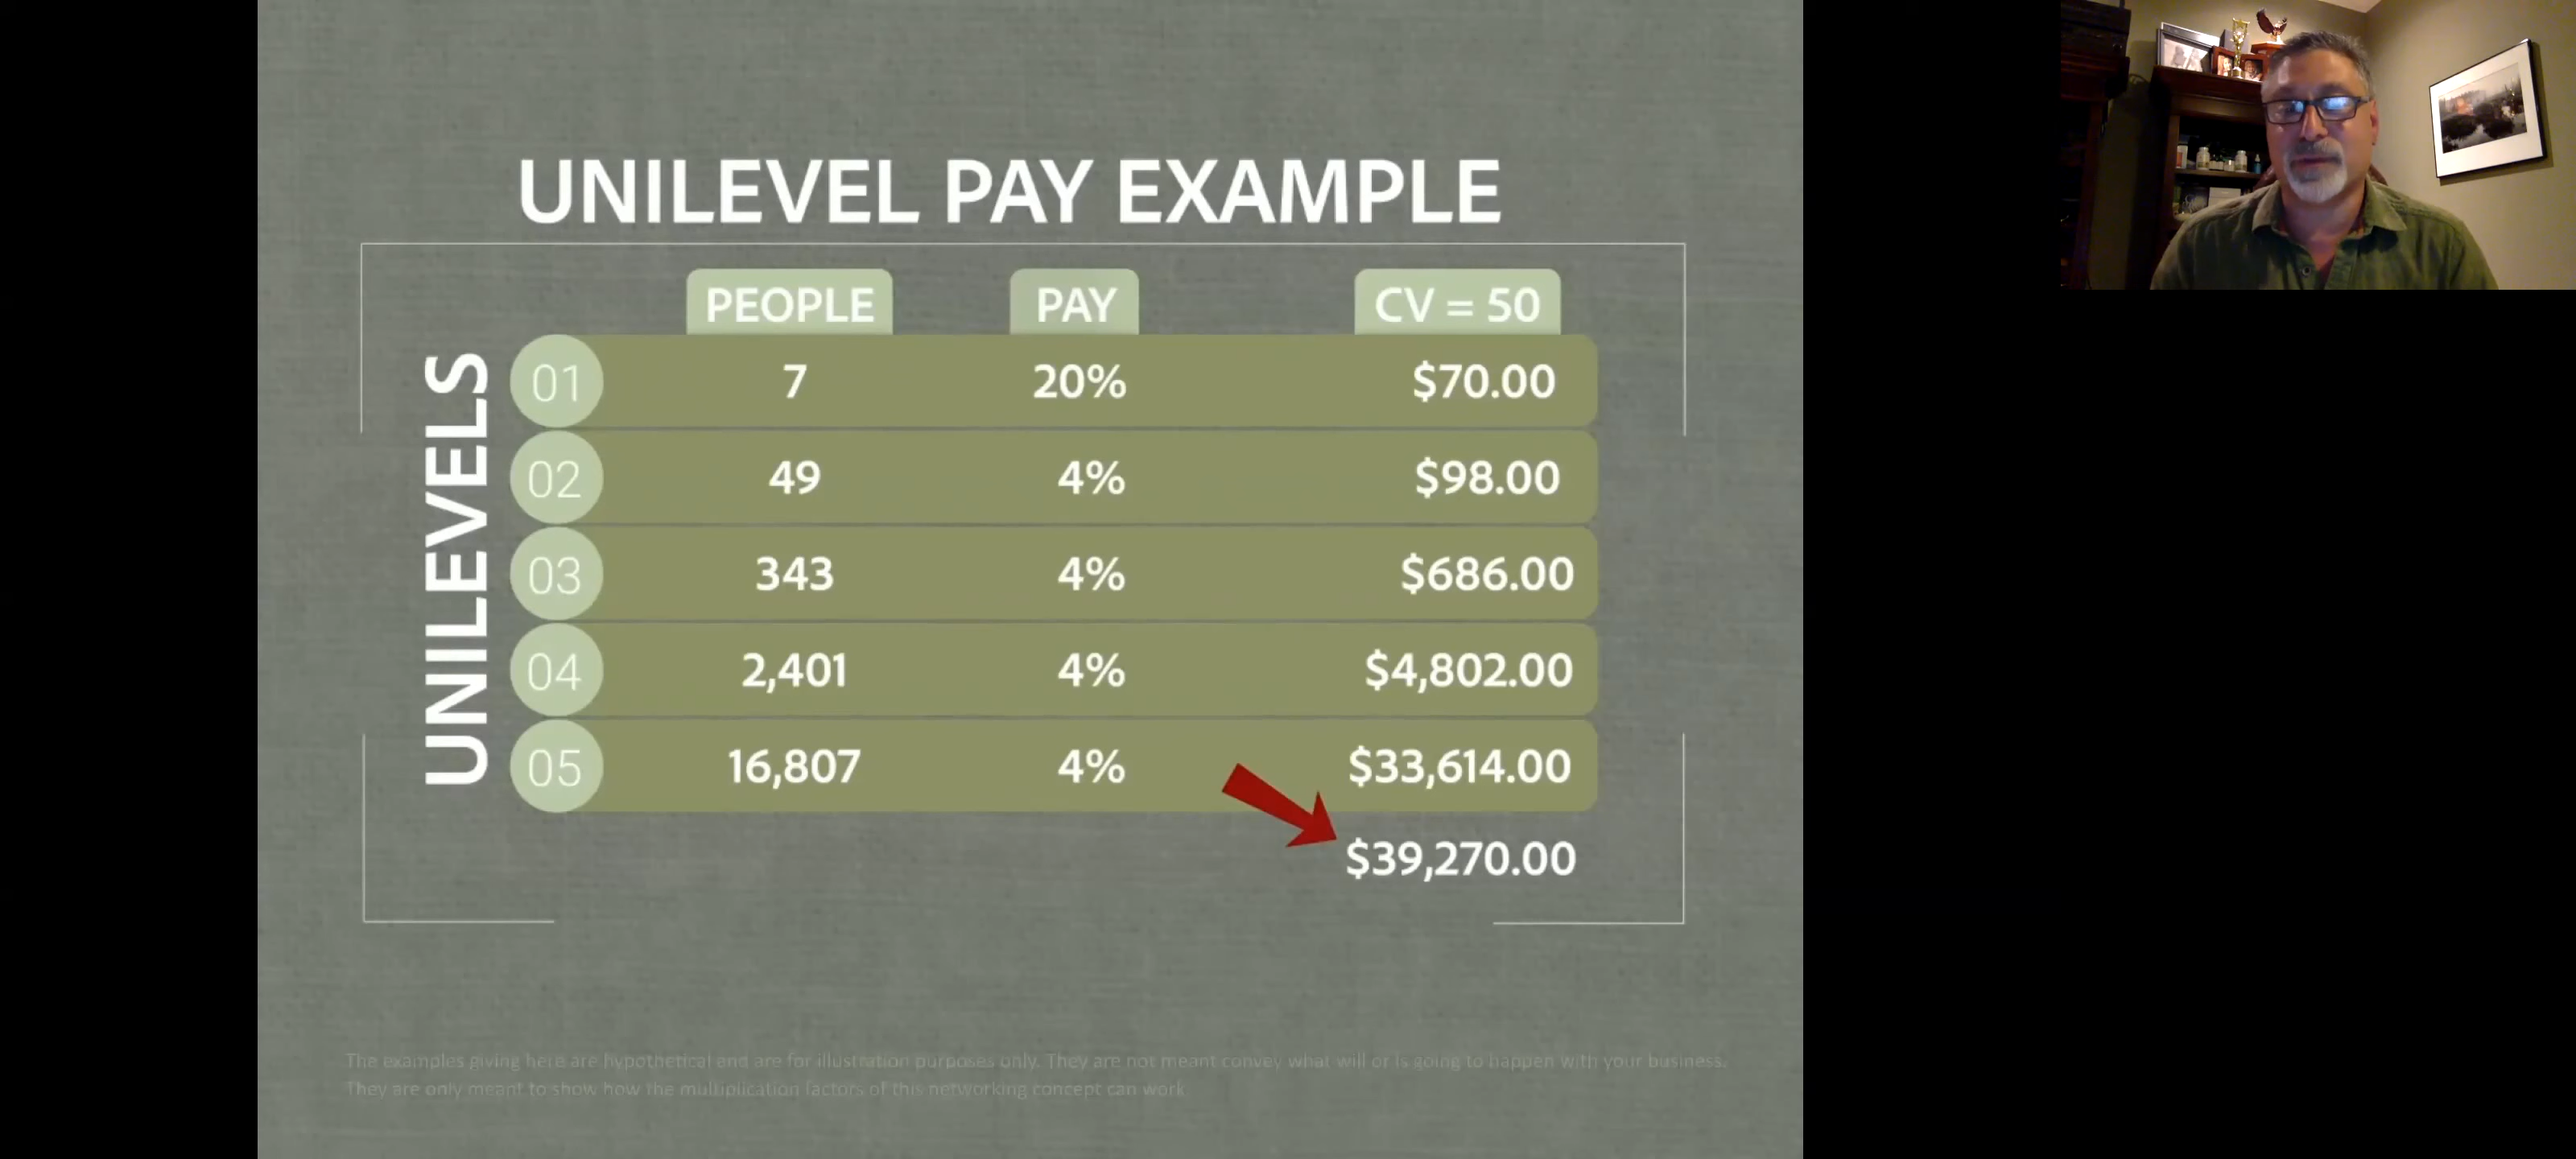 UNILEVEL PAY EXAMPLE
PEOPLE PAY CV = 50
UNILEVELS
01 7 20% $70.00
02 49 4% $98.00
03 343 4% $686.00
04 2,401 4% $4,802.00
05 16,807 4% $33,614.00
$39,270.00
The examples giving here are hypothetical and are for illustration purposes only. They are not meant convey what will or is going to happen with your business.
They are only meant to show how the multiplication factors of this networking concept can work.